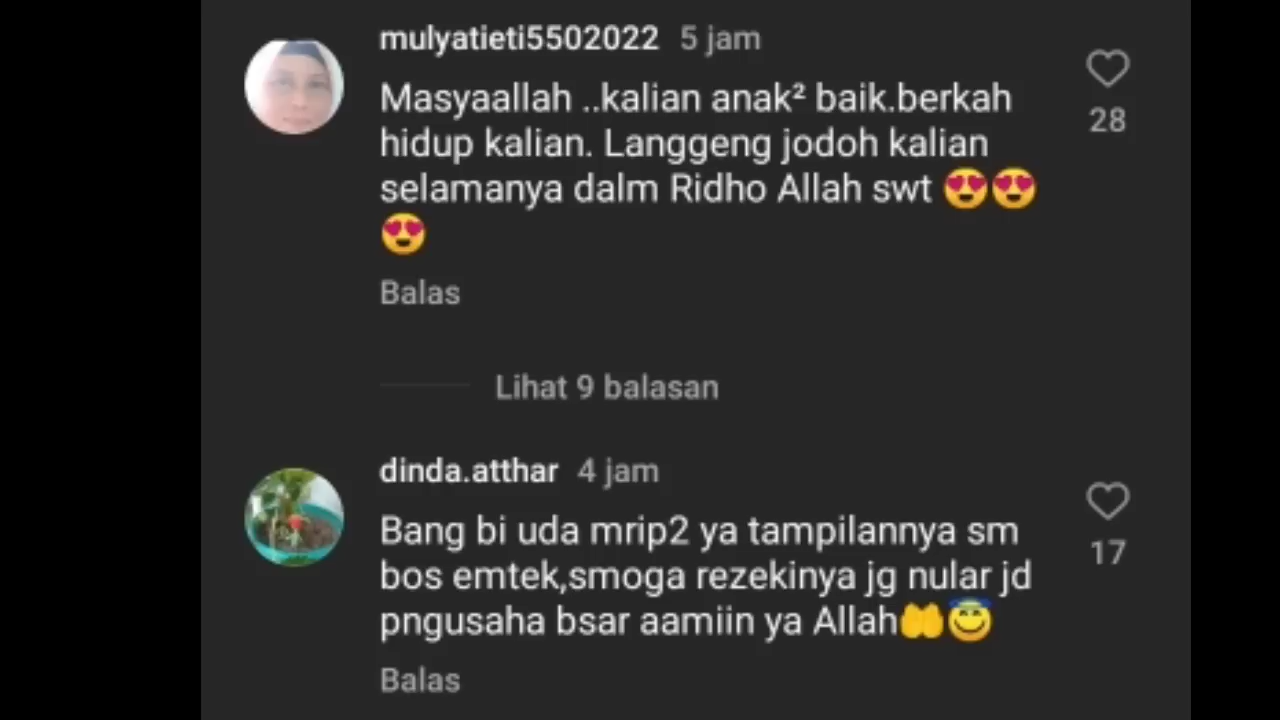 mulyatieti5502022 5 jam
Masyaallah ..kalian anak² baik.berkah
hidup kalian. Langgeng jodoh kalian
selamanya dalm Ridho Allah swt 😍😍
😍
28
Balas
Lihat 9 balasan
dinda.atthar 4 jam
Bang bi uda mrip2 ya tampilannya sm
bos emtek,smoga rezekinya jg nular jd
pngusaha bsar aamiin ya Allah🤲😇
17
Balas